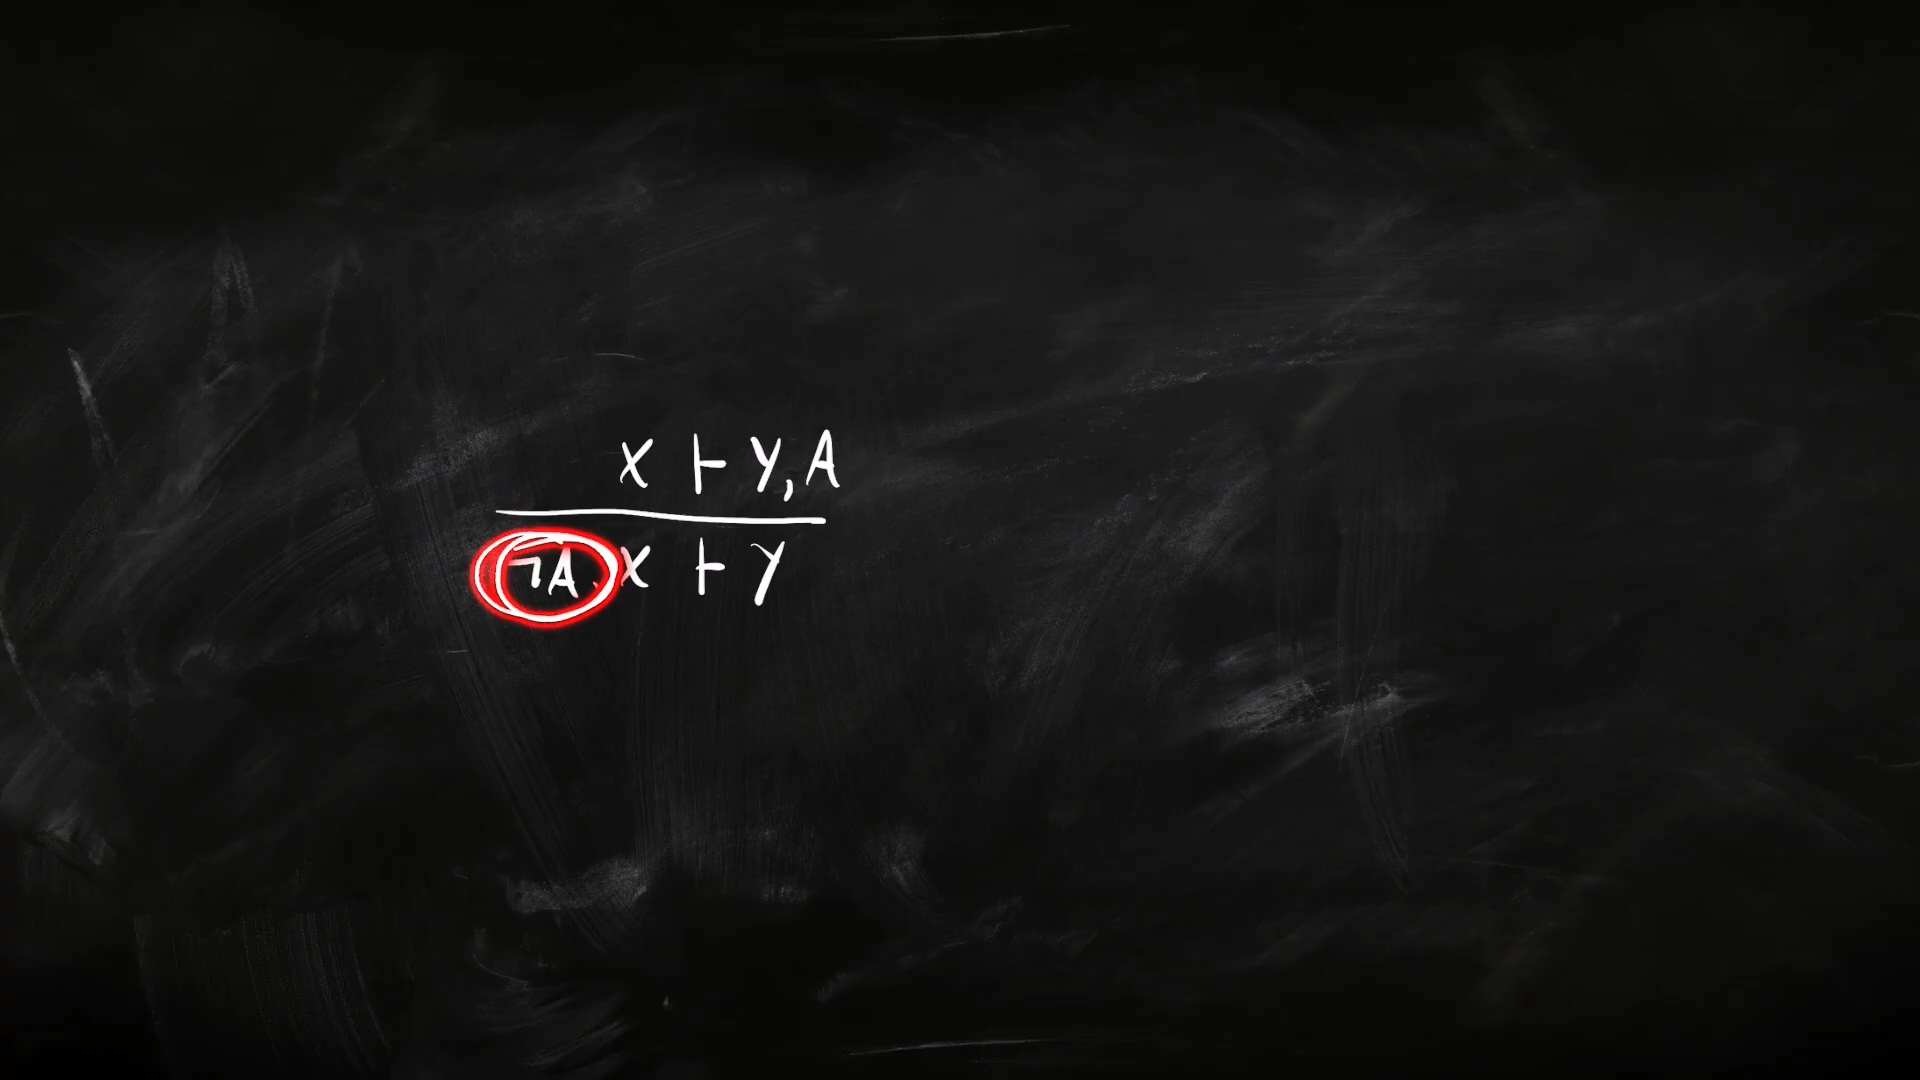 X ⊢ Y, A
¬A, X ⊢ Y